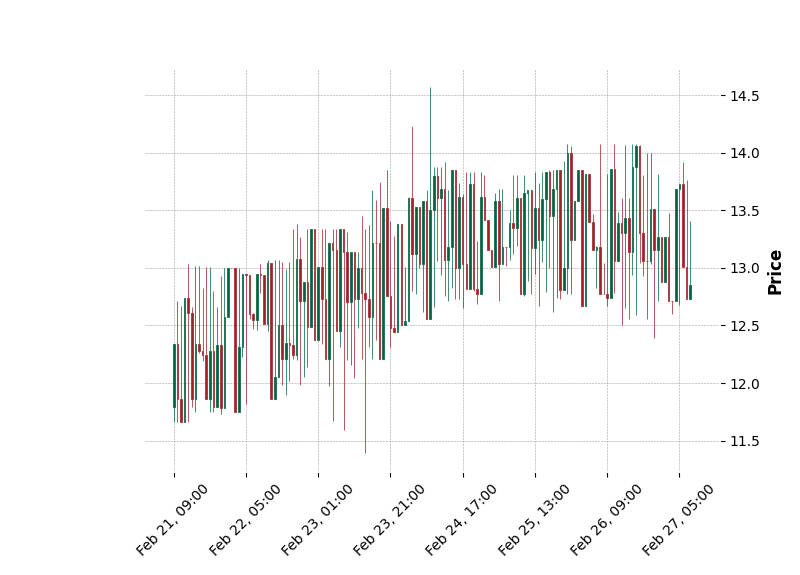 14.5
14.0
13.5
13.0
12.5
12.0
11.5
Price
Feb 21, 09:00
Feb 22, 05:00
Feb 23, 01:00
Feb 23, 21:00
Feb 24, 17:00
Feb 25, 13:00
Feb 26, 09:00
Feb 27, 05:00